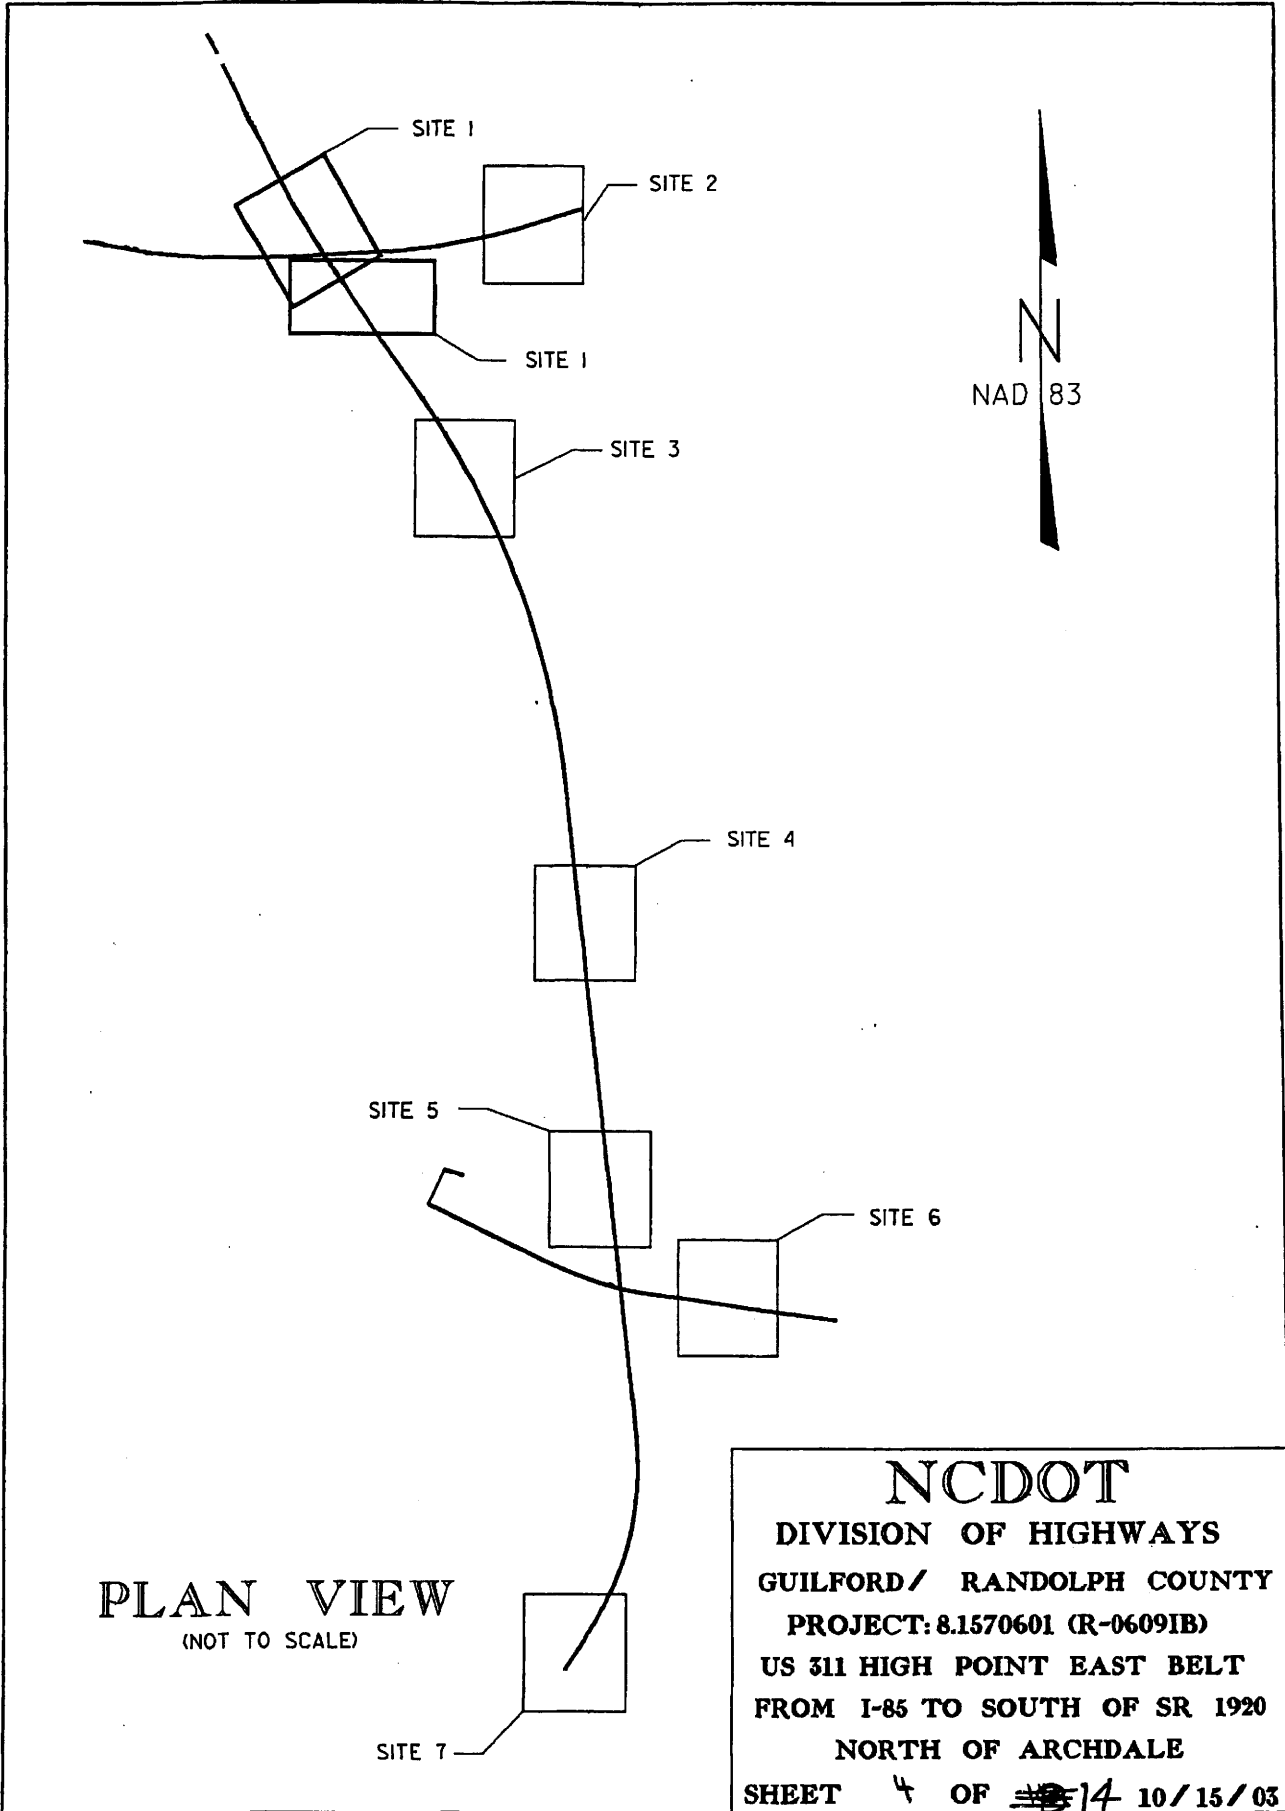 SITE 1
SITE 2
SITE 1
N
NAD 83
SITE 3
SITE 4
SITE 5
SITE 6
PLAN VIEW
(NOT TO SCALE)
SITE 7
NCDOT
DIVISION OF HIGHWAYS
GUILFORD/ RANDOLPH COUNTY
PROJECT: 8.1570601 (R-0609IB)
US 311 HIGH POINT EAST BELT
FROM I-85 TO SOUTH OF SR 1920
NORTH OF ARCHDALE
SHEET 4 OF 14 10/15/03